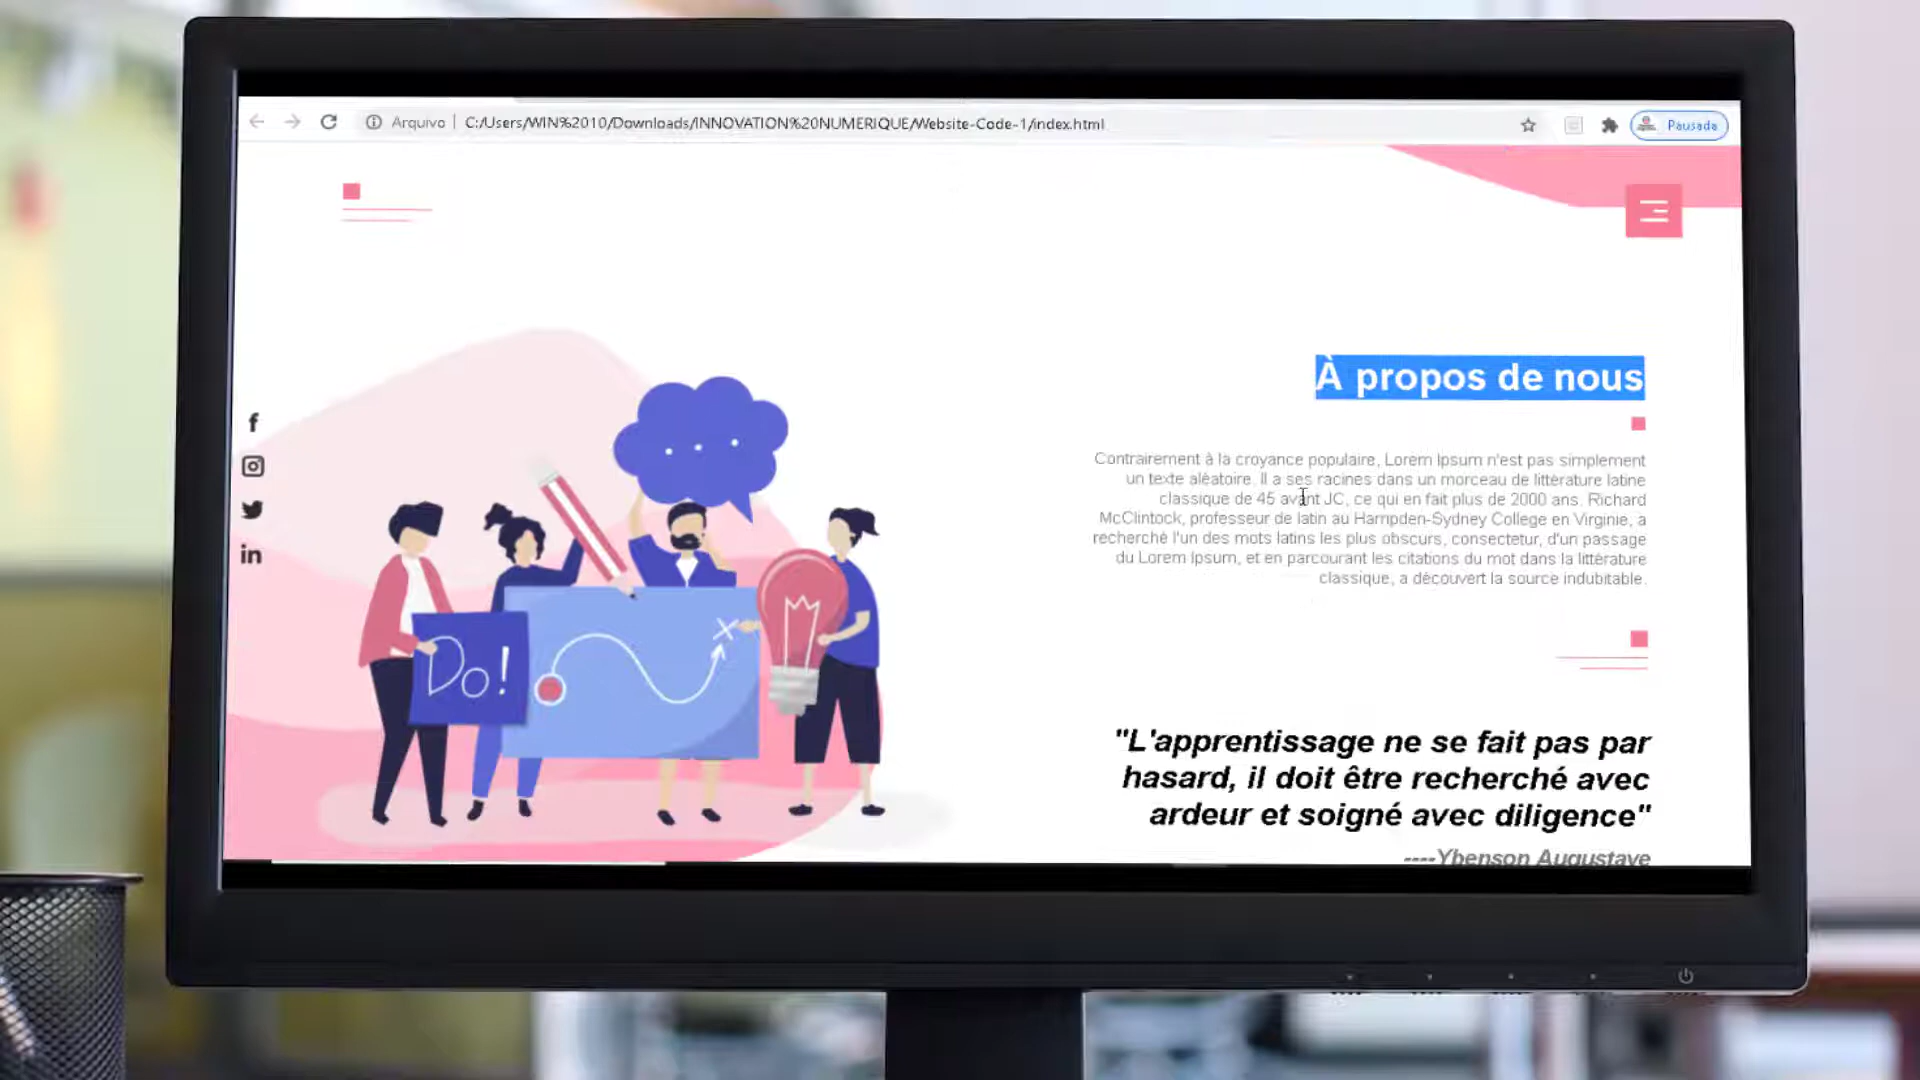 Arquivo | C:/Users/WIN%2010/Downloads/INNOVATION%20NUMERIQUE/Website-Code-1/index.html
Pausada
À propos de nous
Contrairement à la croyance populaire, Lorem Ipsum n'est pas simplement
un texte aléatoire. Il a ses racines dans un morceau de littérature latine
classique de 45 avant JC, ce qui en fait plus de 2000 ans. Richard
McClintock, professeur de latin au Hampden-Sydney College en Virginie, a
recherché l'un des mots latins les plus obscurs, consectetur, d'un passage
du Lorem Ipsum, et en parcourant les citations du mot dans la littérature
classique, a découvert la source indubitable.
f
in
Do!
"L'apprentissage ne se fait pas par
hasard, il doit être recherché avec
ardeur et soigné avec diligence"
----Ybenson Augustave